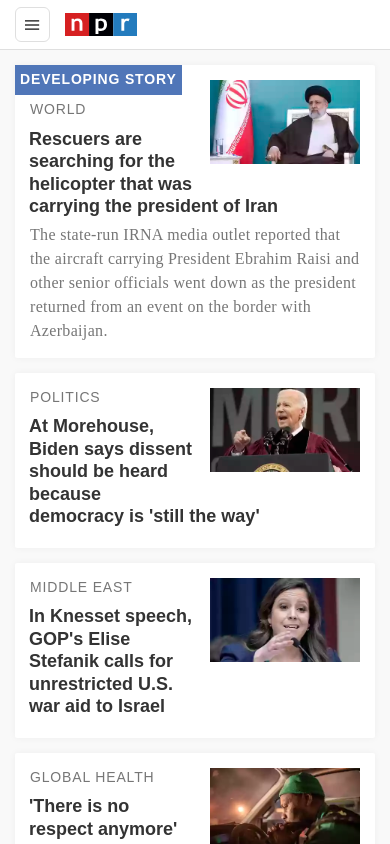 npr
DEVELOPING STORY
WORLD
Rescuers are
searching for the
helicopter that was
carrying the president of Iran
The state-run IRNA media outlet reported that
the aircraft carrying President Ebrahim Raisi and
other senior officials went down as the president
returned from an event on the border with
Azerbaijan.
POLITICS
At Morehouse,
Biden says dissent
should be heard
because
democracy is 'still the way'
MIDDLE EAST
In Knesset speech,
GOP's Elise
Stefanik calls for
unrestricted U.S.
war aid to Israel
GLOBAL HEALTH
'There is no
respect anymore'